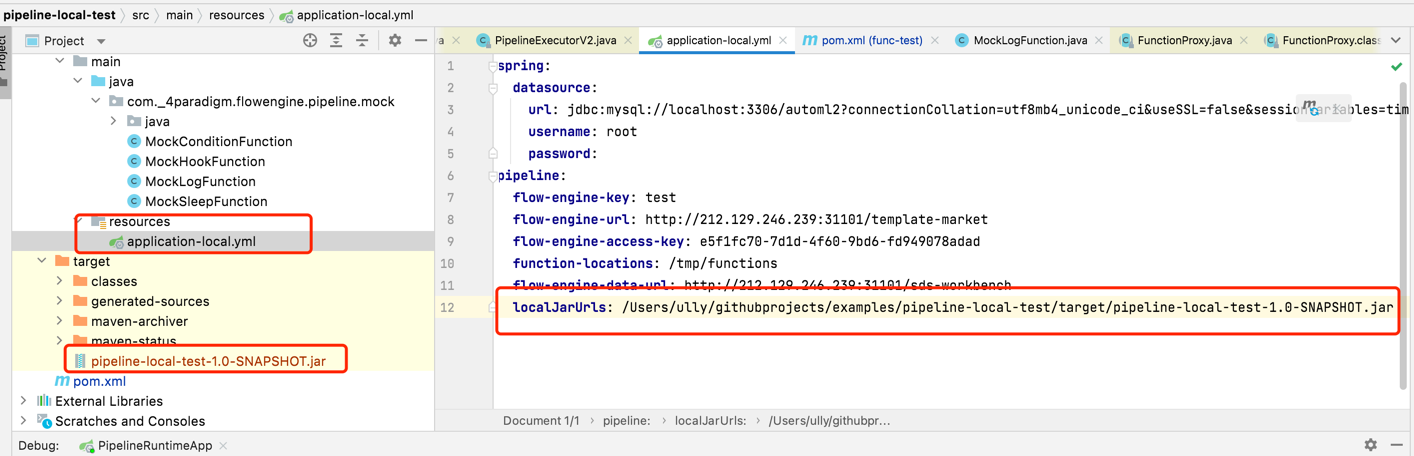 pipeline-local-test › src › main › resources › application-local.yml
Project
Project
va
PipelineExecutorV2.java
application-local.yml
pom.xml (func-test)
MockLogFunction.java
FunctionProxy.java
FunctionProxy.class
main
java
com._4paradigm.flowengine.pipeline.mock
java
MockConditionFunction
MockHookFunction
MockLogFunction
MockSleepFunction
resources
application-local.yml
target
classes
generated-sources
maven-archiver
maven-status
pipeline-local-test-1.0-SNAPSHOT.jar
pom.xml
External Libraries
Scratches and Consoles
1 spring:
2 datasource:
3 url: jdbc:mysql://localhost:3306/automl2?connectionCollation=utf8mb4_unicode_ci&useSSL=false&sessionVariables=tim
4 username: root
5 password:
6 pipeline:
7 flow-engine-key: test
8 flow-engine-url: http://212.129.246.239:31101/template-market
9 flow-engine-access-key: e5f1fc70-7d1d-4f60-9bd6-fd949078adad
10 function-locations: /tmp/functions
11 flow-engine-data-url: http://212.129.246.239:31101/sds-workbench
12 localJarUrls: /Users/ully/githubprojects/examples/pipeline-local-test/target/pipeline-local-test-1.0-SNAPSHOT.jar
Document 1/1 › pipeline: › localJarUrls: › /Users/ully/githubpr...
Debug: PipelineRuntimeApp